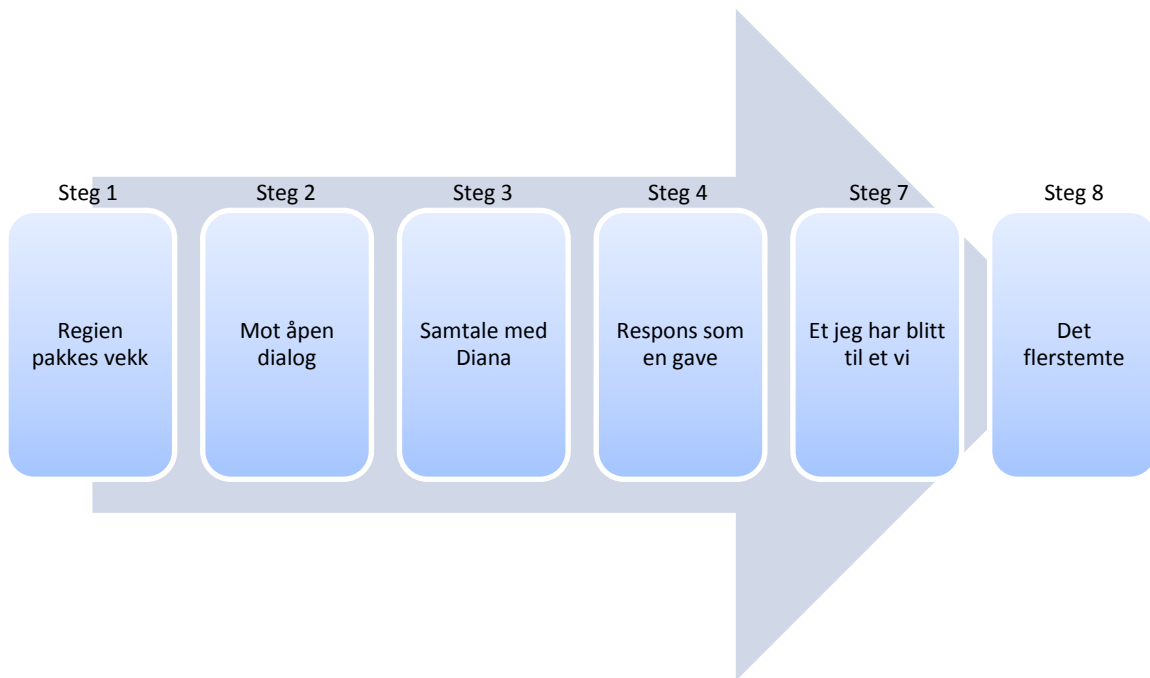 Steg 1
Steg 2
Steg 3
Steg 4
Steg 7
Steg 8
Regien
pakkes vekk
Mot åpen
dialog
Samtale med
Diana
Respons som
en gave
Et jeg har blitt
til et vi
Det
flerstemte